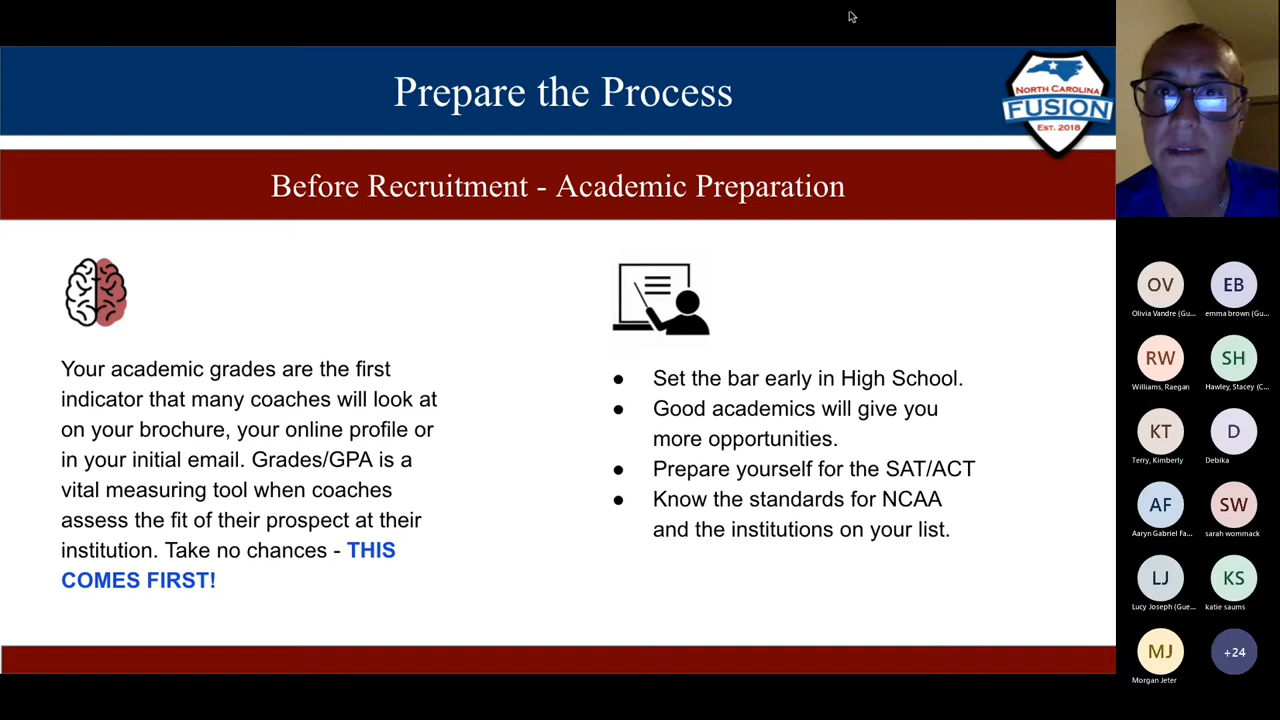 Prepare the Process
NORTH CAROLINA
FUSION
EST. 2018
Before Recruitment - Academic Preparation
Your academic grades are the first
indicator that many coaches will look at
on your brochure, your online profile or
in your initial email. Grades/GPA is a
vital measuring tool when coaches
assess the fit of their prospect at their
institution. Take no chances - THIS
COMES FIRST!
● Set the bar early in High School.
● Good academics will give you
more opportunities.
● Prepare yourself for the SAT/ACT
● Know the standards for NCAA
and the institutions on your list.
OV
Olivia Vandre (Gu...
EB
emma brown (Gu...
RW
Williams, Raegan
SH
Hawley, Stacey (C...
KT
Terry, Kimberly
D
Debika
AF
Aaryn Gabriel Fa...
SW
sarah wommack
LJ
Lucy Joseph (Gue...
KS
katie saums
MJ
Morgan Jeter
+24